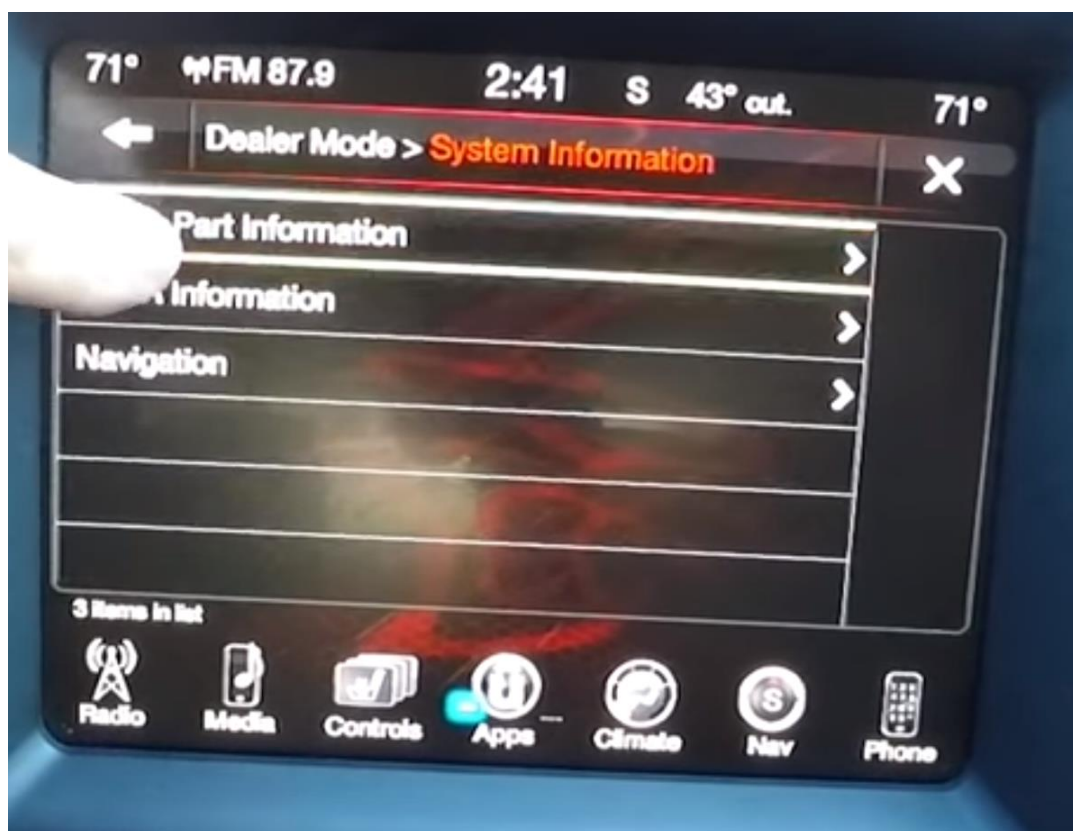 71° FM 87.9 2:41 S 43° out. 71°
Dealer Mode > System Information
Part Information
Information
Navigation
3 items in list
Radio Media Controls Apps Climate Nav Phone